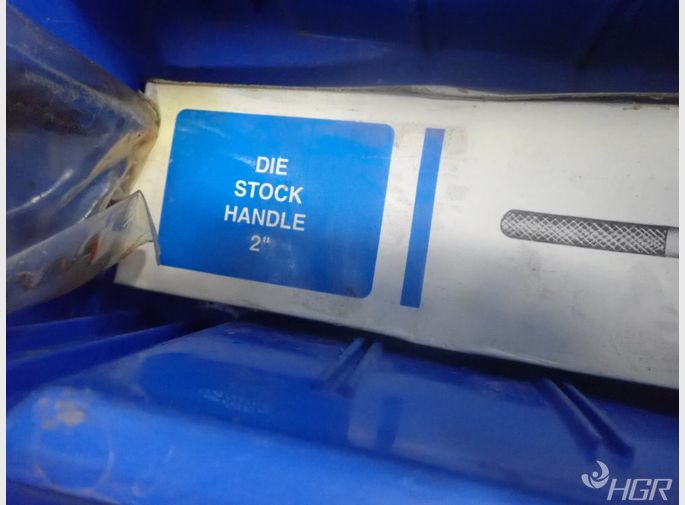 DIE
STOCK
HANDLE
2"
HGR